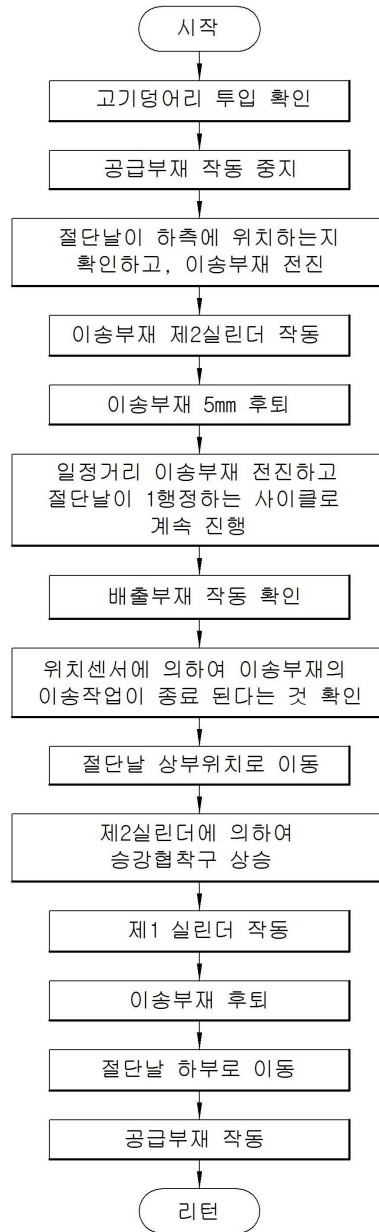 시작
고기덩어리 투입 확인
공급부재 작동 중지
절단날이 하측에 위치하는지
확인하고, 이송부재 전진
이송부재 제2실린더 작동
이송부재 5mm 후퇴
일정거리 이송부재 전진하고
절단날이 1행정하는 사이클로
계속 진행
배출부재 작동 확인
위치센서에 의하여 이송부재의
이송작업이 종료 된다는 것 확인
절단날 상부위치로 이동
제2실린더에 의하여
승강협착구 상승
제1 실린더 작동
이송부재 후퇴
절단날 하부로 이동
공급부재 작동
리턴